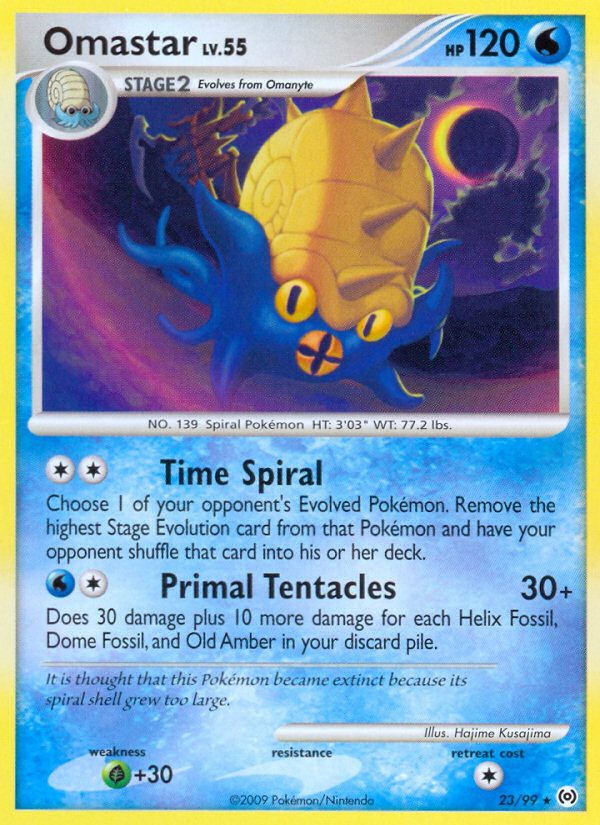 Omastar LV.55
HP 120
STAGE2 Evolves from Omanyte
NO. 139 Spiral Pokémon HT: 3'03" WT: 77.2 lbs.
Time Spiral
Choose 1 of your opponent's Evolved Pokémon. Remove the
highest Stage Evolution card from that Pokémon and have your
opponent shuffle that card into his or her deck.
Primal Tentacles 30+
Does 30 damage plus 10 more damage for each Helix Fossil,
Dome Fossil, and Old Amber in your discard pile.
It is thought that this Pokémon became extinct because its
spiral shell grew too large.
Illus. Hajime Kusajima
weakness resistance retreat cost
+30
©2009 Pokémon/Nintendo 23/99 ★